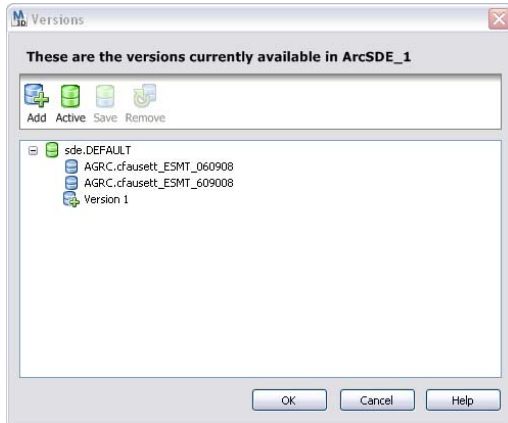 Versions
These are the versions currently available in ArcSDE_1
Add Active Save Remove
sde.DEFAULT
AGRC.cfausett_ESMT_060908
AGRC.cfausett_ESMT_609008
Version 1
OK Cancel Help